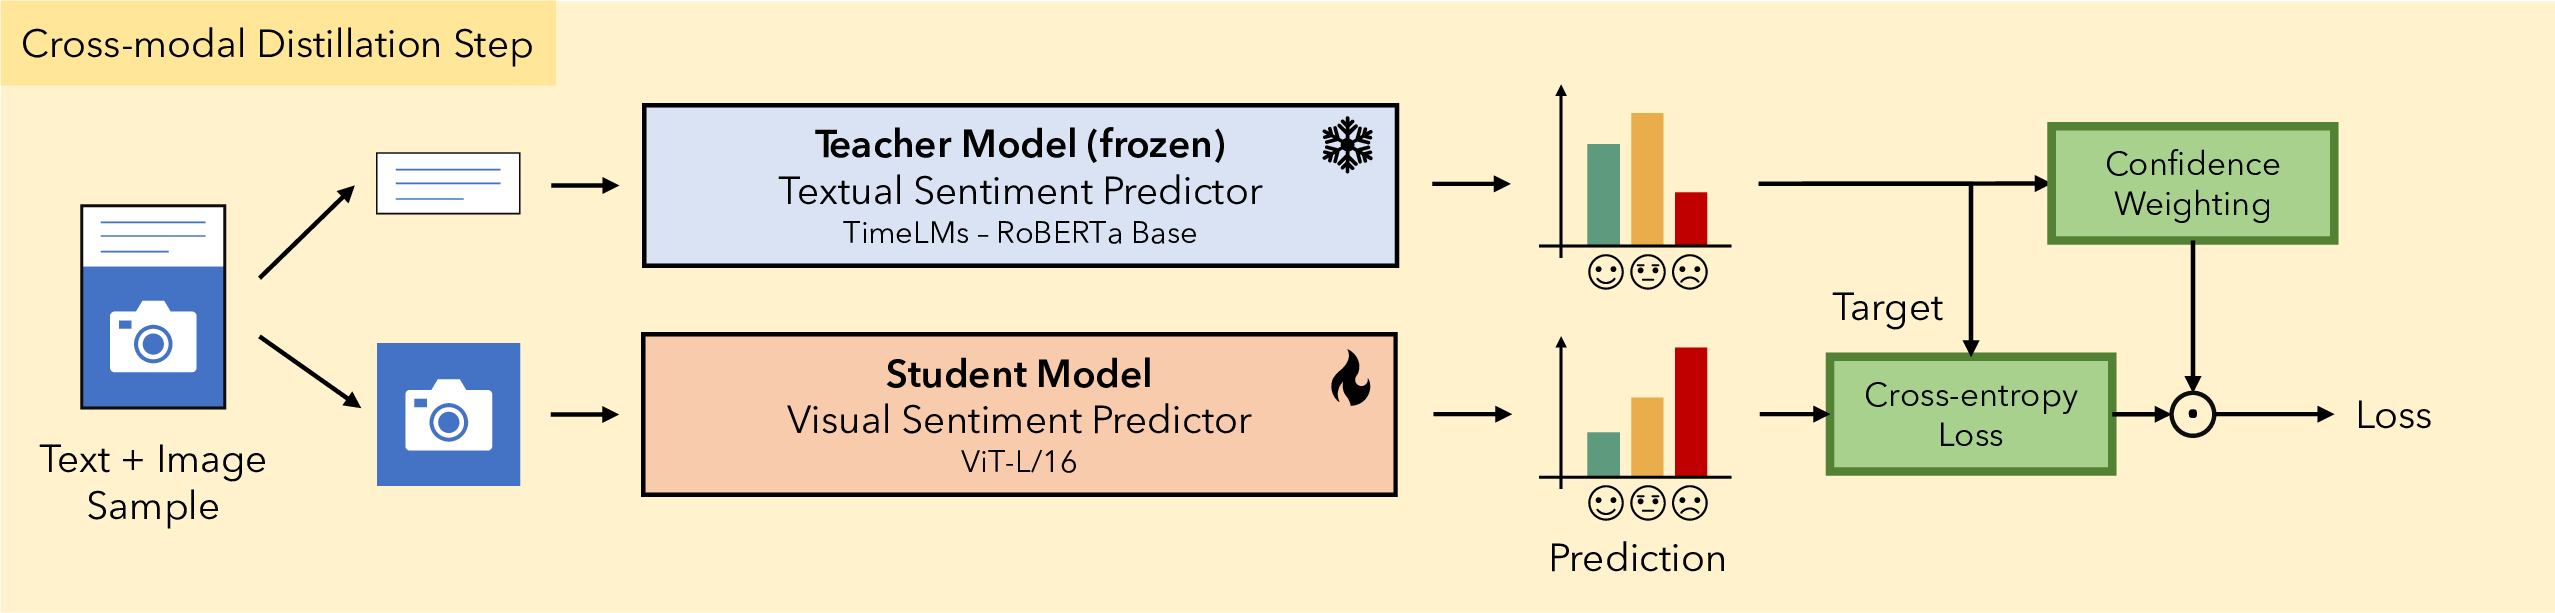 Cross-modal Distillation Step
Text + Image
Sample
Teacher Model (frozen)
Textual Sentiment Predictor
TimeLMs – RoBERTa Base
Student Model
Visual Sentiment Predictor
ViT-L/16
Prediction
Target
Confidence
Weighting
Cross-entropy
Loss
Loss